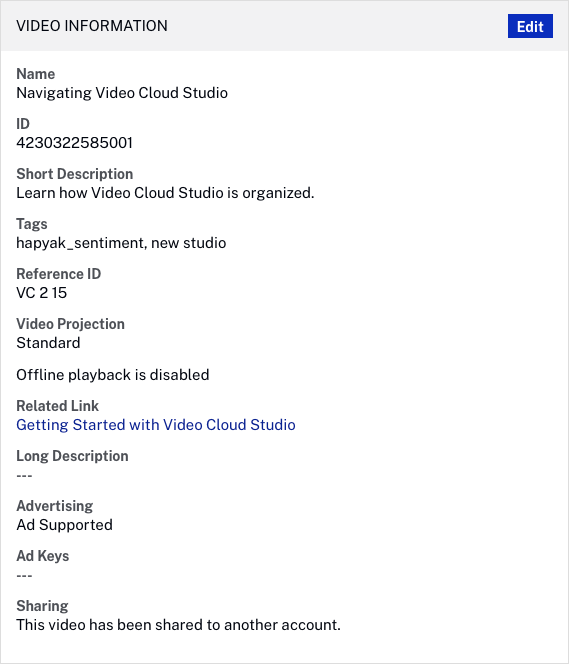 VIDEO INFORMATION
Edit
Name
Navigating Video Cloud Studio
ID
4230322585001
Short Description
Learn how Video Cloud Studio is organized.
Tags
hapyak_sentiment, new studio
Reference ID
VC 2 15
Video Projection
Standard
Offline playback is disabled
Related Link
Getting Started with Video Cloud Studio
Long Description
---
Advertising
Ad Supported
Ad Keys
---
Sharing
This video has been shared to another account.